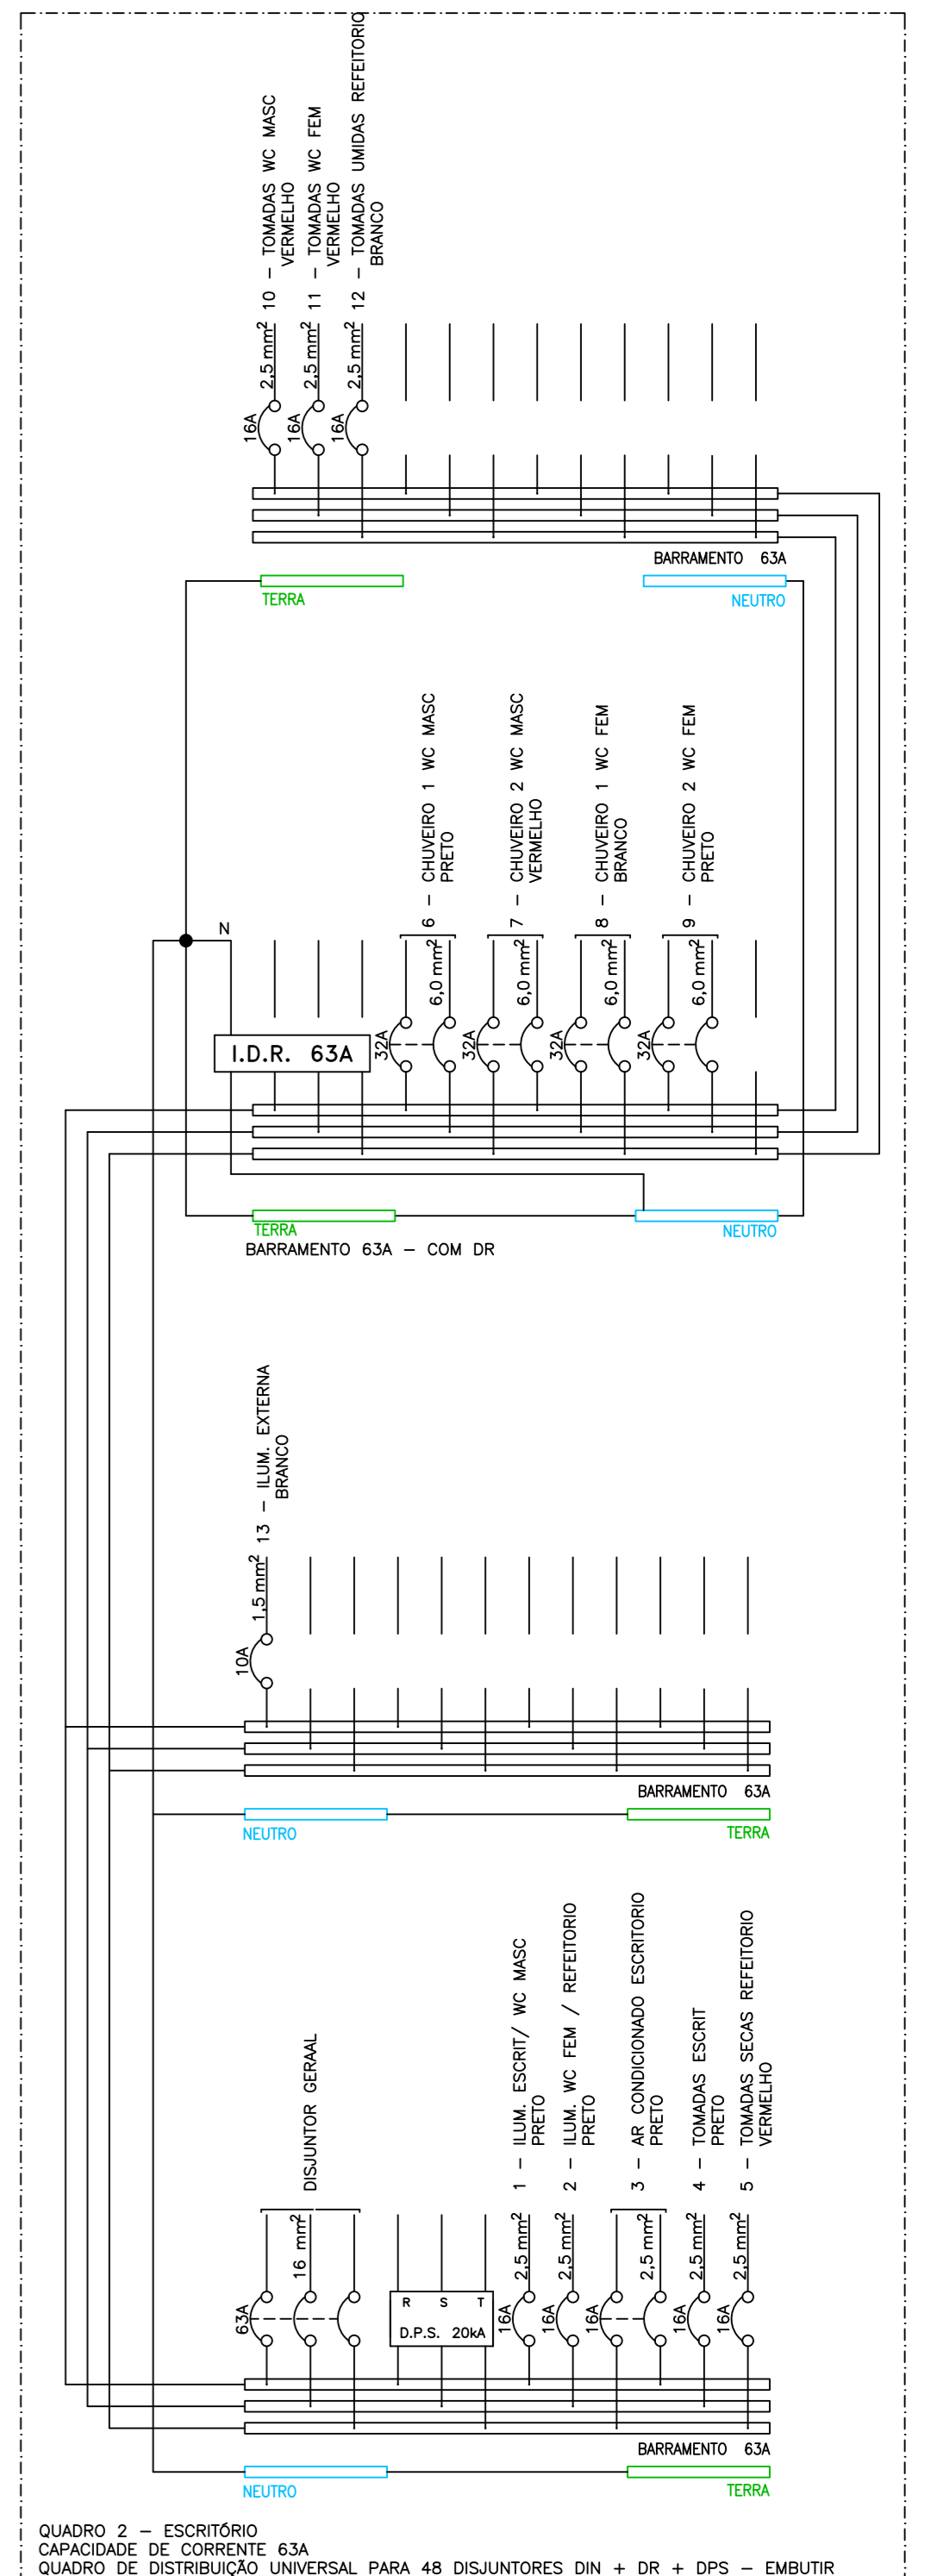 16A
2,5 mm²
10 - TOMADAS WC MASC
VERMELHO
16A
2,5 mm²
11 - TOMADAS WC FEM
VERMELHO
16A
2,5 mm²
12 - TOMADAS UMIDAS REFEITORIO
BRANCO
BARRAMENTO 63A
TERRA
NEUTRO
N
I.D.R. 63A
32A
6,0 mm²
6 - CHUVEIRO 1 WC MASC
PRETO
32A
6,0 mm²
7 - CHUVEIRO 2 WC MASC
VERMELHO
32A
6,0 mm²
8 - CHUVEIRO 1 WC FEM
BRANCO
32A
6,0 mm²
9 - CHUVEIRO 2 WC FEM
PRETO
TERRA
NEUTRO
BARRAMENTO 63A - COM DR
10A
1,5 mm²
13 - ILUM. EXTERNA
BRANCO
BARRAMENTO 63A
NEUTRO
TERRA
63A
16 mm²
DISJUNTOR GERAAL
R S T
D.P.S. 20kA
16A
2,5 mm²
1 - ILUM. ESCRIT/ WC MASC
PRETO
16A
2,5 mm²
2 - ILUM. WC FEM / REFEITORIO
PRETO
16A
2,5 mm²
3 - AR CONDICIONADO ESCRITORIO
PRETO
16A
2,5 mm²
4 - TOMADAS ESCRIT
PRETO
16A
2,5 mm²
5 - TOMADAS SECAS REFEITORIO
VERMELHO
BARRAMENTO 63A
NEUTRO
TERRA
QUADRO 2 - ESCRITÓRIO
CAPACIDADE DE CORRENTE 63A
QUADRO DE DISTRIBUIÇÃO UNIVERSAL PARA 48 DISJUNTORES DIN + DR + DPS - EMBUTIR